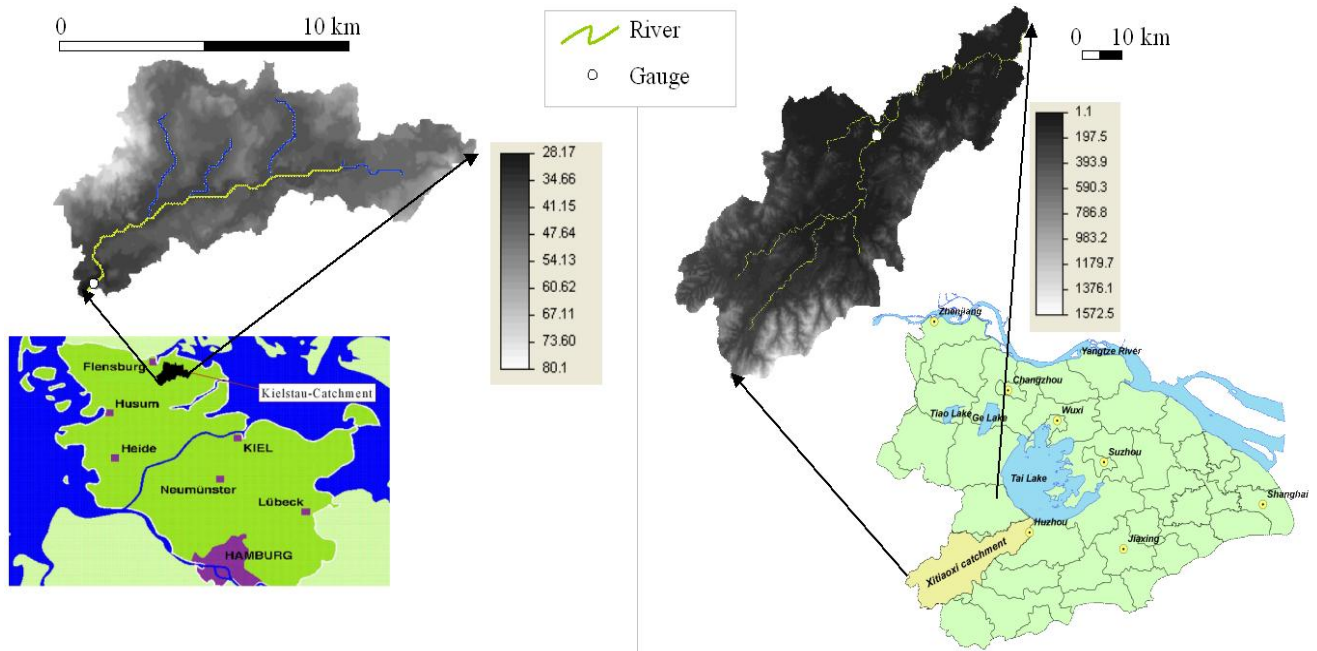 0 10 km
River
Gauge
0 10 km
28.17
34.66
41.15
47.64
54.13
60.62
67.11
73.60
80.1
1.1
197.5
393.9
590.3
786.8
983.2
1179.7
1376.1
1572.5
Flensburg
Kielstau-Catchment
Husum
Heide
KIEL
Neumünster
Lübeck
HAMBURG
Zhenjiang
Yangtze River
Changzhou
Tiao Lake
Ge Lake
Wuxi
Suzhou
Tai Lake
Shanghai
Huzhou
Jiaxing
Xitiaoxi catchment